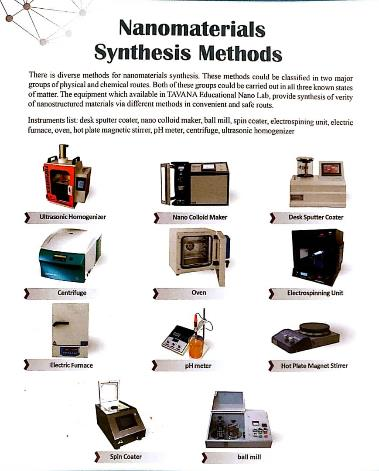 Nanomaterials
Synthesis Methods
There is diverse methods for nanomaterials synthesis. These methods could be classified in two major
groups of physical and chemical routes. Both of these groups could be carried out in all three known states
of matter. The equipment which available in TAVANA Educational Nano Lab, provide synthesis of verity
of nanostructured materials via different methods in convenient and safe routs.
Instruments list: desk sputter coater, nano colloid maker, ball mill, spin coater, electrospining unit, electric
furnace, oven, hot plate magnetic stirrer, pH meter, centrifuge, ultrasonic homogenizer
Ultrasonic Homogenizer
Nano Colloid Maker
Desk Sputter Coater
Centrifuge
Oven
Electrospinning Unit
Electric Furnace
pH meter
Hot Plate Magnet Stirrer
Spin Coater
ball mill